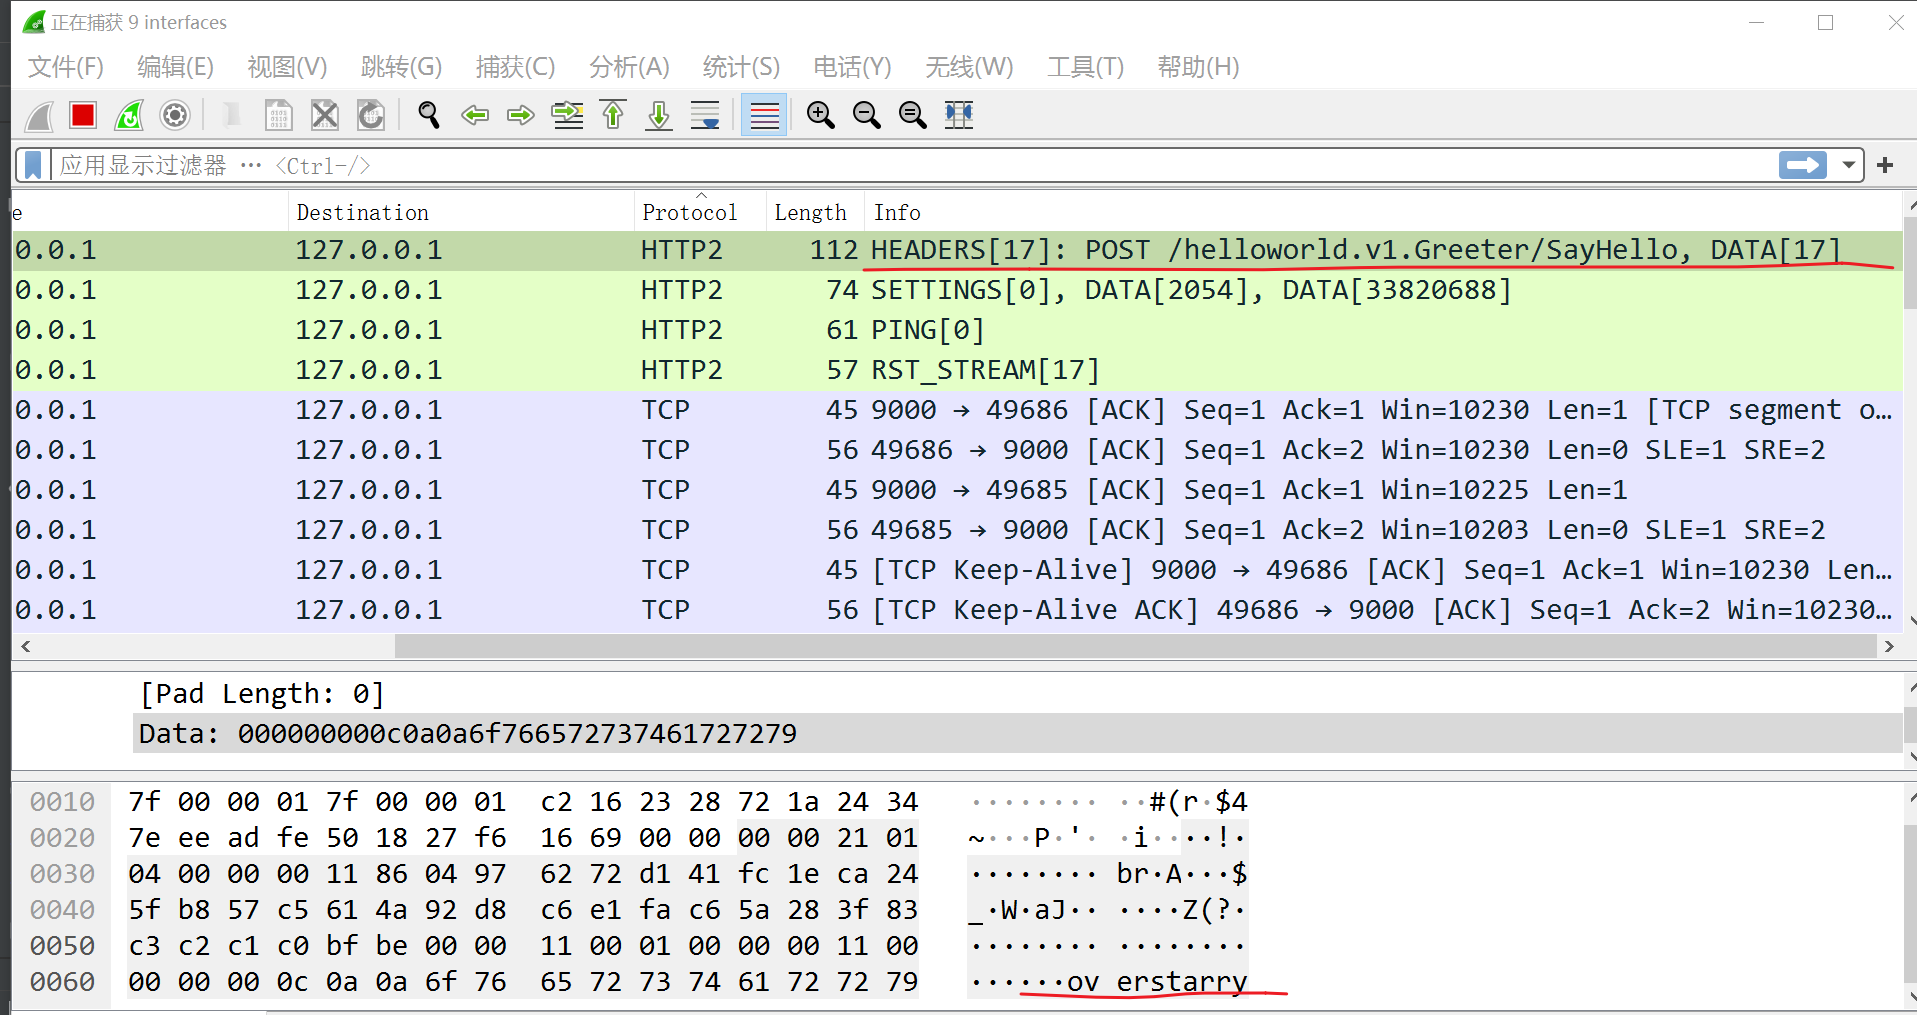 正在捕获 9 interfaces
文件(F) 编辑(E) 视图(V) 跳转(G) 捕获(C) 分析(A) 统计(S) 电话(Y) 无线(W) 工具(T) 帮助(H)
应用显示过滤器 … <Ctrl-/>
e Destination Protocol Length Info
0.0.1 127.0.0.1 HTTP2 112 HEADERS[17]: POST /helloworld.v1.Greeter/SayHello, DATA[17]
0.0.1 127.0.0.1 HTTP2 74 SETTINGS[0], DATA[2054], DATA[33820688]
0.0.1 127.0.0.1 HTTP2 61 PING[0]
0.0.1 127.0.0.1 HTTP2 57 RST_STREAM[17]
0.0.1 127.0.0.1 TCP 45 9000 → 49686 [ACK] Seq=1 Ack=1 Win=10230 Len=1 [TCP segment o…
0.0.1 127.0.0.1 TCP 56 49686 → 9000 [ACK] Seq=1 Ack=2 Win=10230 Len=0 SLE=1 SRE=2
0.0.1 127.0.0.1 TCP 45 9000 → 49685 [ACK] Seq=1 Ack=1 Win=10225 Len=1
0.0.1 127.0.0.1 TCP 56 49685 → 9000 [ACK] Seq=1 Ack=2 Win=10203 Len=0 SLE=1 SRE=2
0.0.1 127.0.0.1 TCP 45 [TCP Keep-Alive] 9000 → 49686 [ACK] Seq=1 Ack=1 Win=10230 Len…
0.0.1 127.0.0.1 TCP 56 [TCP Keep-Alive ACK] 49686 → 9000 [ACK] Seq=1 Ack=2 Win=10230…
[Pad Length: 0]
Data: 000000000c0a0a6f766572737461727279
0010 7f 00 00 01 7f 00 00 01 c2 16 23 28 72 1a 24 34 ········ ··#(r·$4
0020 7e ee ad fe 50 18 27 f6 16 69 00 00 00 00 21 01 ~···P·'· ·i····!·
0030 04 00 00 00 11 86 04 97 62 72 d1 41 fc 1e ca 24 ········ br·A···$
0040 5f b8 57 c5 61 4a 92 d8 c6 e1 fa c6 5a 28 3f 83 _·W·aJ·· ····Z(?·
0050 c3 c2 c1 c0 bf be 00 00 11 00 01 00 00 00 11 00 ········ ········
0060 00 00 00 0c 0a 0a 6f 76 65 72 73 74 61 72 72 79 ······ov erstarry